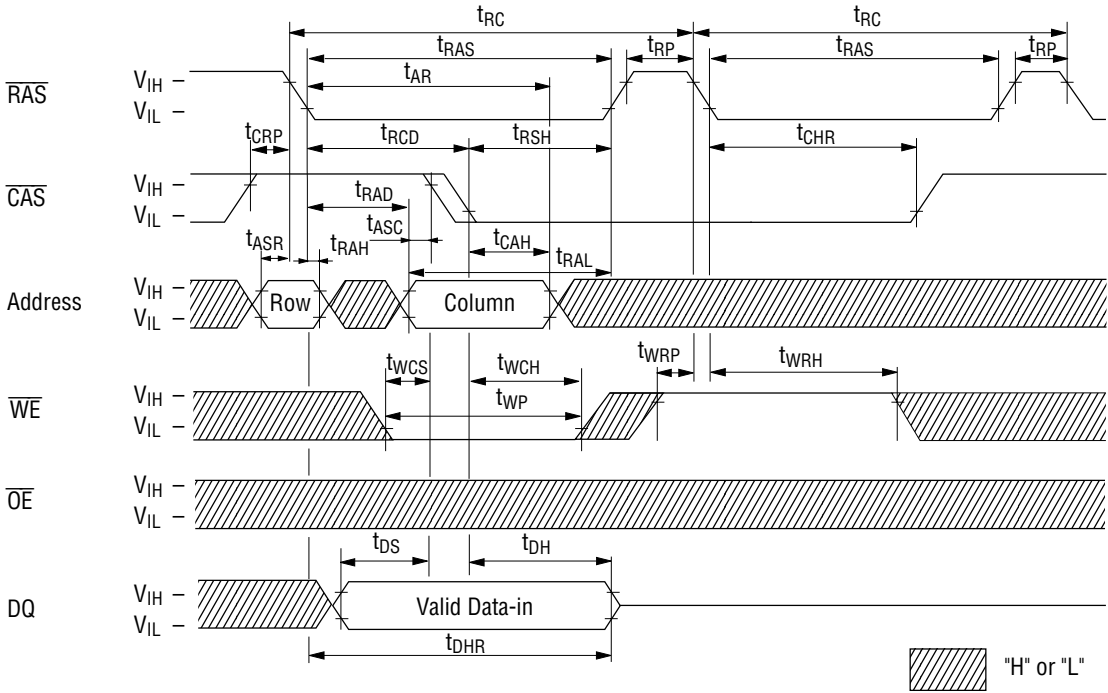 tRC tRC
tRAS tRP tRAS tRP
tAR
RAS VIH –
VIL –
tCRP tRCD tRSH tCHR
CAS VIH –
VIL –
tRAD
tASC
tASR tRAH tCAH
tRAL
Address VIH –
VIL –
Row Column
tWCS tWCH tWRP tWRH
tWP
WE VIH –
VIL –
OE VIH –
VIL –
tDS tDH
DQ VIH –
VIL –
Valid Data-in
tDHR
"H" or "L"